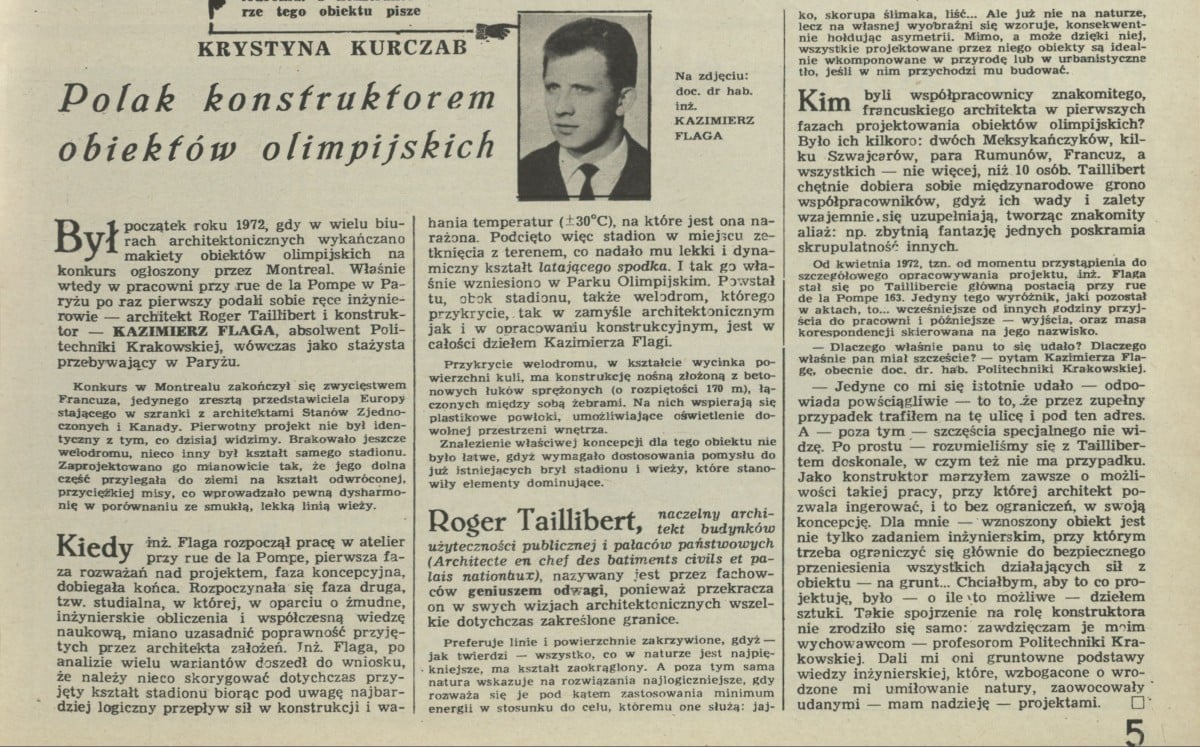 rze tego obiektu pisze
KRYSTYNA KURCZAB
Polak konstruktorem
obiektów olimpijskich
Na zdjęciu:
doc. dr hab.
inż.
KAZIMIERZ
FLAGA
Był początek roku 1972, gdy w wielu biu-
rach architektonicznych wykańczano
makiety obiektów olimpijskich na
konkurs ogłoszony przez Montreal. Właśnie
wtedy w pracowni przy rue de la Pompe w Pa-
ryżu po raz pierwszy podali sobie ręce inżynie-
rowie — architekt Roger Taillibert i konstruk-
tor — KAZIMIERZ FLAGA, absolwent Poli-
techniki Krakowskiej, wówczas jako stażysta
przebywający w Paryżu.
Konkurs w Montrealu zakończył się zwycięstwem
Francuza, jedynego zresztą przedstawiciela Europy
stającego w szranki z architektami Stanów Zjedno-
czonych i Kanady. Pierwotny projekt nie był iden-
tyczny z tym, co dzisiaj widzimy. Brakowało jeszcze
welodromu, nieco inny był kształt samego stadionu.
Zaprojektowano go mianowicie tak, że jego dolna
część przylegała do ziemi na kształt odwróconej,
przyciężkiej misy, co wprowadzało pewną dysharmo-
nię w porównaniu ze smukłą, lekką linią wieży.
Kiedy inż. Flaga rozpoczął pracę w atelier
przy rue de la Pompe, pierwsza fa-
za rozważań nad projektem, faza koncepcyjna,
dobiegała końca. Rozpoczynała się faza druga,
tzw. studialna, w której, w oparciu o żmudne,
inżynierskie obliczenia i współczesną wiedzę
naukową, miano uzasadnić poprawność przyję-
tych przez architekta założeń. Inż. Flaga, po
analizie wielu wariantów doszedł do wniosku,
że należy nieco skorygować dotychczas przy-
jęty kształt stadionu biorąc pod uwagę najbar-
dziej logiczny przepływ sił w konstrukcji i wa-
hania temperatur (±30°C), na które jest ona na-
rażona. Podcięto więc stadion w miejscu ze-
tknięcia z terenem, co nadało mu lekki i dyna-
miczny kształt latającego spodka. I tak go wła-
śnie wzniesiono w Parku Olimpijskim. Powstał
tu, obok stadionu, także welodrom, którego
przykrycie, tak w zamyśle architektonicznym
jak i w opracowaniu konstrukcyjnym, jest w
całości dziełem Kazimierza Flagi.
Przykrycie welodromu, w kształcie wycinka po-
wierzchni kuli, ma konstrukcję nośną złożoną z beto-
nowych łuków sprężonych (o rozpiętości 170 m), łą-
czonych między sobą żebrami. Na nich wspierają się
plastikowe powłoki, umożliwiające oświetlenie do-
wolnej przestrzeni wnętrza.
Znalezienie właściwej koncepcji dla tego obiektu nie
było łatwe, gdyż wymagało dostosowania pomysłu do
już istniejących brył stadionu i wieży, które stano-
wiły elementy dominujące.
Roger Taillibert, naczelny archi-
tekt budynków
użyteczności publicznej i pałaców państwowych
(Architecte en chef des batiments civils et pa-
lais nationbux), nazywany jest przez fachow-
ców geniuszem odwagi, ponieważ przekracza
on w swych wizjach architektonicznych wszel-
kie dotychczas zakreślone granice.
Preferuje linie i powierzchnie zakrzywione, gdyż —
jak twierdzi — wszystko, co w naturze jest najpię-
kniejsze, ma kształt zaokrąglony. A poza tym sama
natura wskazuje na rozwiązania najlogiczniejsze, gdy
rozważa się je pod kątem zastosowania minimum
energii w stosunku do celu, któremu one służą: jaj-
ko, skorupa ślimaka, liść... Ale już nie na naturze,
lecz na własnej wyobraźni się wzoruje, konsekwent-
nie hołdując asymetrii. Mimo, a może dzięki niej,
wszystkie projektowane przez niego obiekty są ideal-
nie wkomponowane w przyrodę lub w urbanistyczne
tło, jeśli w nim przychodzi mu budować.
Kim byli współpracownicy znakomitego,
francuskiego architekta w pierwszych
fazach projektowania obiektów olimpijskich?
Było ich kilkoro: dwóch Meksykańczyków, kil-
ku Szwajcarów, para Rumunów, Francuz, a
wszystkich — nie więcej, niż 10 osób. Taillibert
chętnie dobiera sobie międzynarodowe grono
współpracowników, gdyż ich wady i zalety
wzajemnie się uzupełniają, tworząc znakomity
aliaż: np. zbytnią fantazję jednych poskramia
skrupulatność innych.
Od kwietnia 1972, tzn. od momentu przystąpienia do
szczegółowego opracowywania projektu, inż. Flaga
stał się po Taillibercie główną postacią przy rue
de la Pompe 163. Jedyny tego wyróżnik, jaki pozostał
w aktach, to... wcześniejsze od innych godziny przyj-
ścia do pracowni i późniejsze — wyjścia, oraz masa
korespondencji skierowana na jego nazwisko.
— Dlaczego właśnie panu to się udało? Dlaczego
właśnie pan miał szczęście? — pytam Kazimierza Fla-
gę, obecnie doc. dr. hab. Politechniki Krakowskiej.
— Jedyne co mi się istotnie udało — odpo-
wiada powściągliwie — to to, że przez zupełny
przypadek trafiłem na tę ulicę i pod ten adres.
A — poza tym — szczęścia specjalnego nie wi-
dzę. Po prostu — rozumieliśmy się z Tailliber-
tem doskonale, w czym też nie ma przypadku.
Jako konstruktor marzyłem zawsze o możli-
wości takiej pracy, przy której architekt po-
zwala ingerować, i to bez ograniczeń, w swoją
koncepcję. Dla mnie — wznoszony obiekt jest
nie tylko zadaniem inżynierskim, przy którym
trzeba ograniczyć się głównie do bezpiecznego
przeniesienia wszystkich działających sił z
obiektu — na grunt... Chciałbym, aby to co pro-
jektuję, było — o ile to możliwe — dziełem
sztuki. Takie spojrzenie na rolę konstruktora
nie zrodziło się samo: zawdzięczam je moim
wychowawcom — profesorom Politechniki Kra-
kowskiej. Dali mi oni gruntowne podstawy
wiedzy inżynierskiej, które, wzbogacone o wro-
dzone mi umiłowanie natury, zaowocowały
udanymi — mam nadzieję — projektami. □
5